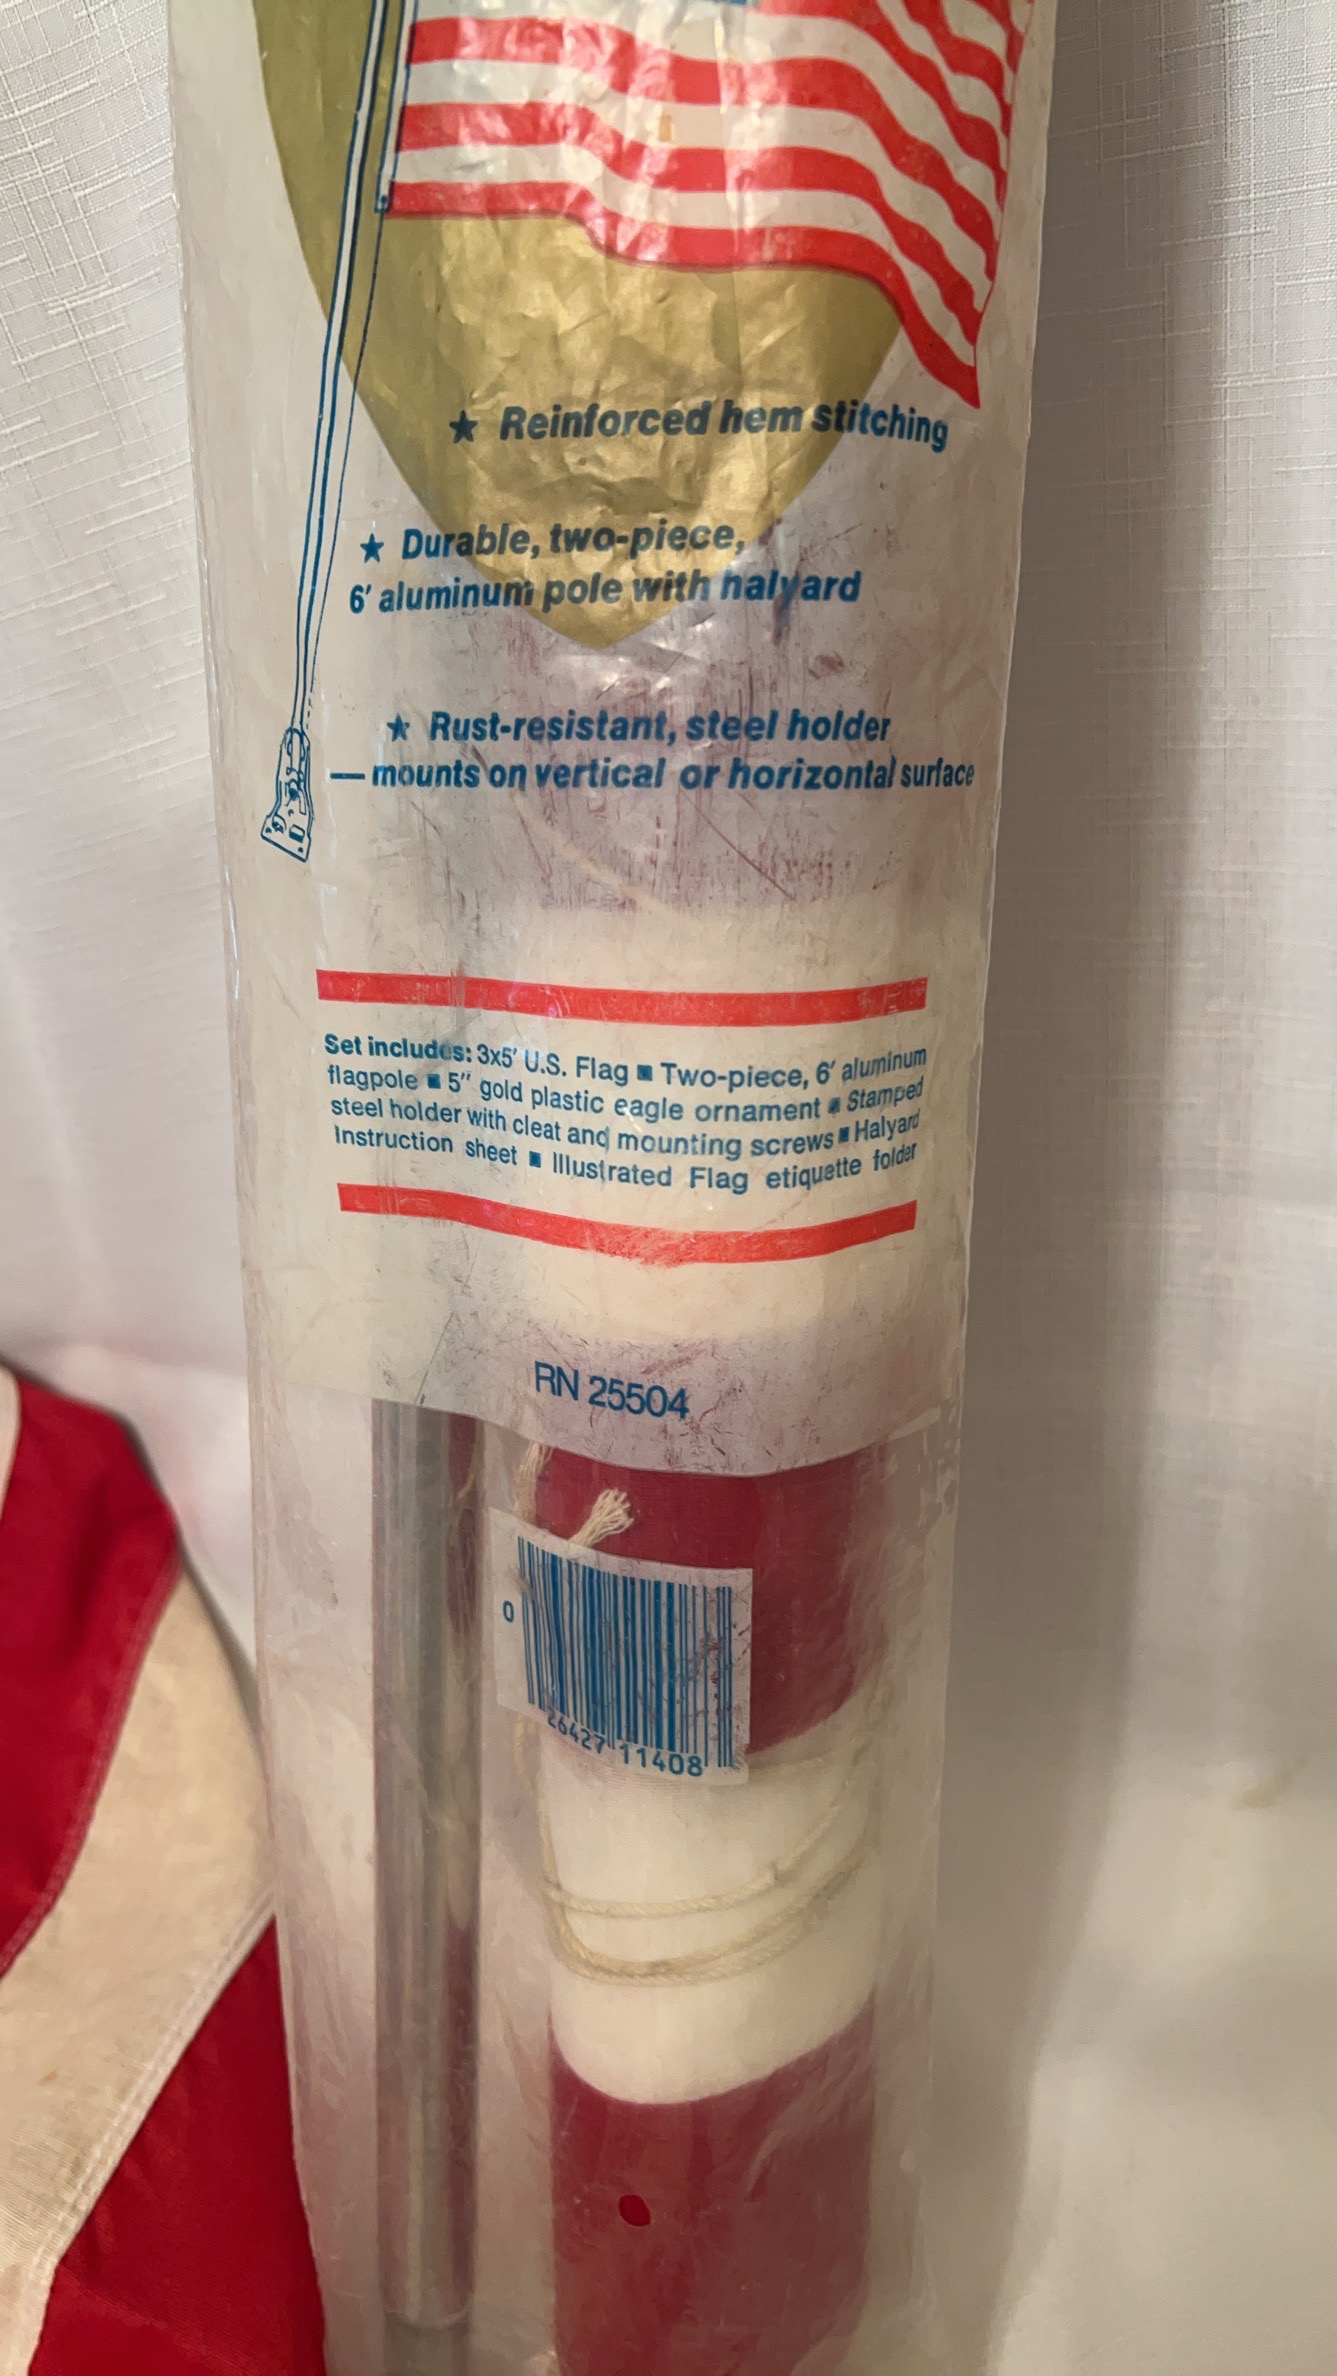 ★ Reinforced hem stitching
★ Durable, two-piece,
6' aluminum pole with halyard
★ Rust-resistant, steel holder
— mounts on vertical or horizontal surface
Set includes: 3x5' U.S. Flag ■ Two-piece, 6' aluminum
flagpole ■ 5" gold plastic eagle ornament ■ Stamped
steel holder with cleat and mounting screws ■ Halyard
Instruction sheet ■ Illustrated Flag etiquette folder
RN 25504
0 26427 11408